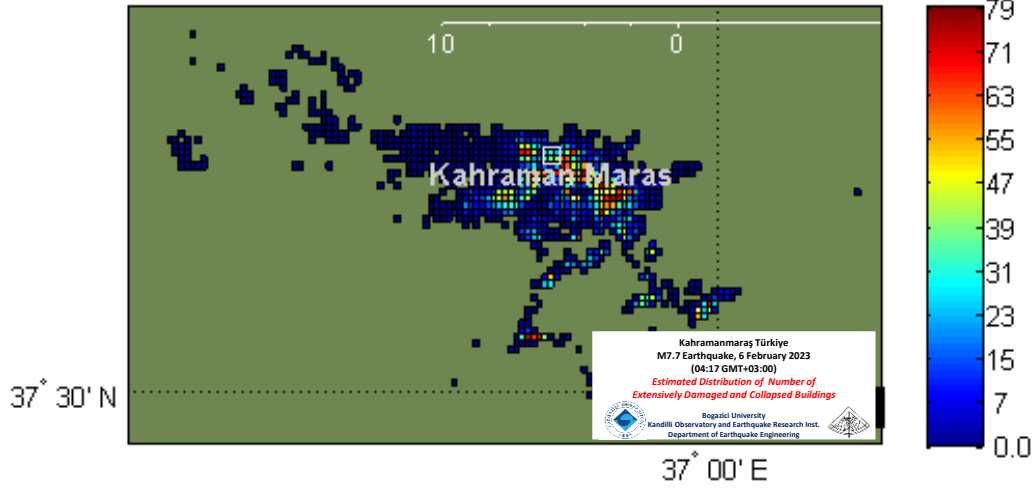 10 0
Kahraman Maras
79
71
63
55
47
39
31
23
15
7
0.0
37° 30' N
37° 00' E
Kahramanmaraş Türkiye
M7.7 Earthquake, 6 February 2023
(04:17 GMT+03:00)
Estimated Distribution of Number of
Extensively Damaged and Collapsed Buildings
Bogazici University
Kandilli Observatory and Earthquake Research Inst.
Department of Earthquake Engineering